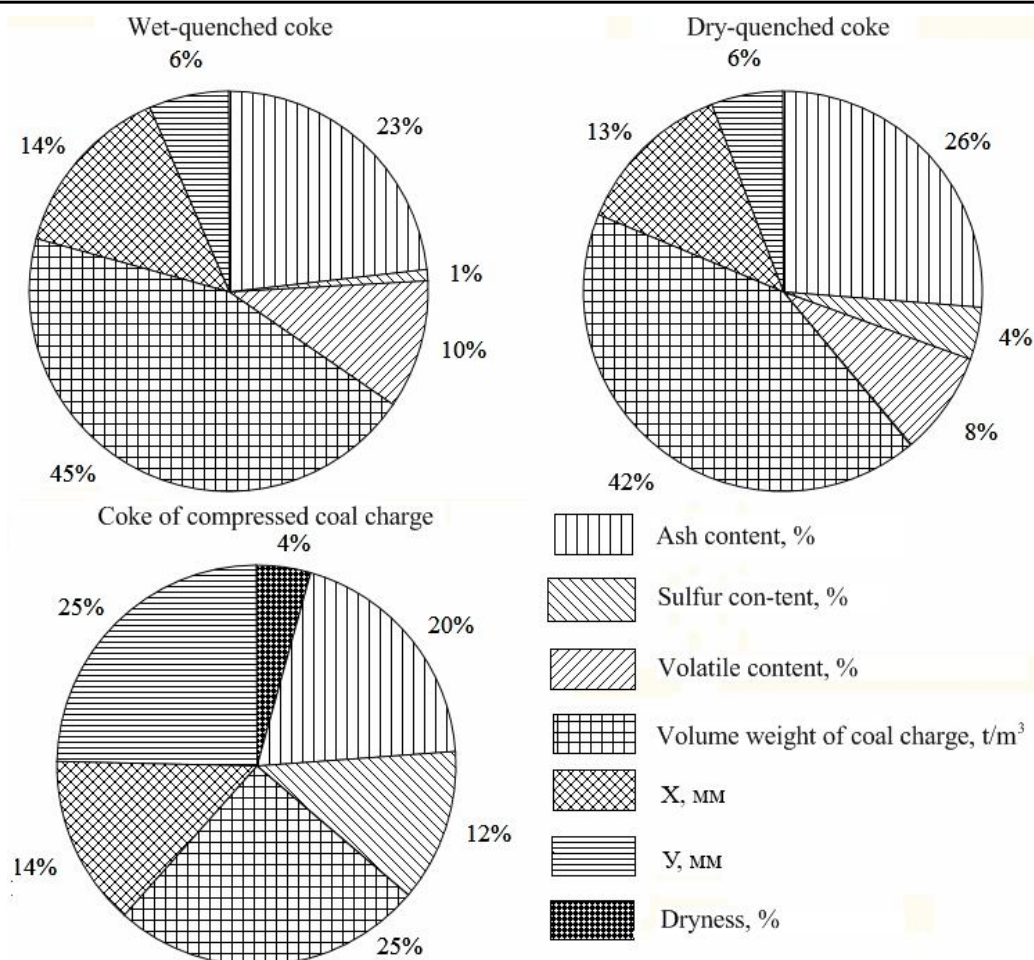 Wet-quenched coke
6%
23%
14%
1%
10%
45%
Dry-quenched coke
6%
26%
13%
4%
8%
42%
Coke of compressed coal charge
4%
25%
20%
12%
14%
25%
Ash content, %
Sulfur con-tent, %
Volatile content, %
Volume weight of coal charge, t/m³
Х, мм
У, мм
Dryness, %